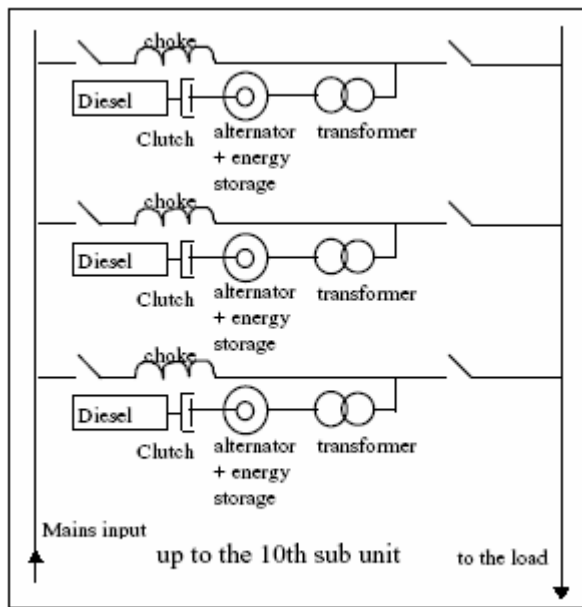 choke
Diesel
Clutch
alternator
+ energy
storage
transformer
choke
Diesel
Clutch
alternator
+ energy
storage
transformer
choke
Diesel
Clutch
alternator
+ energy
storage
transformer
Mains input
up to the 10th sub unit
to the load